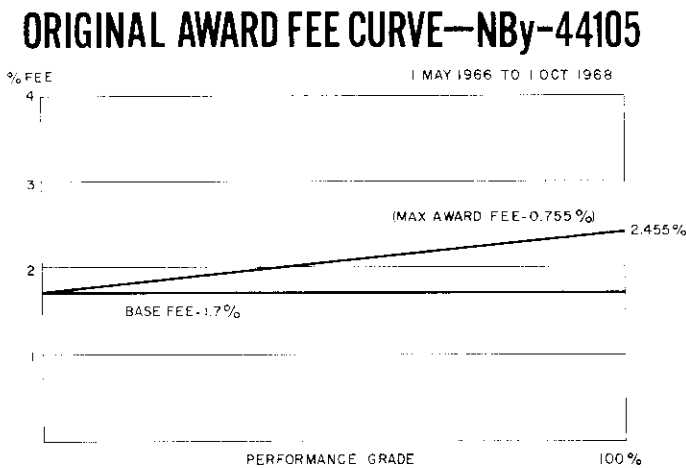 ORIGINAL AWARD FEE CURVE—NBy-44105
% FEE
1 MAY 1966 TO 1 OCT 1968
4
3
(MAX AWARD FEE-0.755%)
2.455%
2
BASE FEE-1.7%
1
PERFORMANCE GRADE
100%